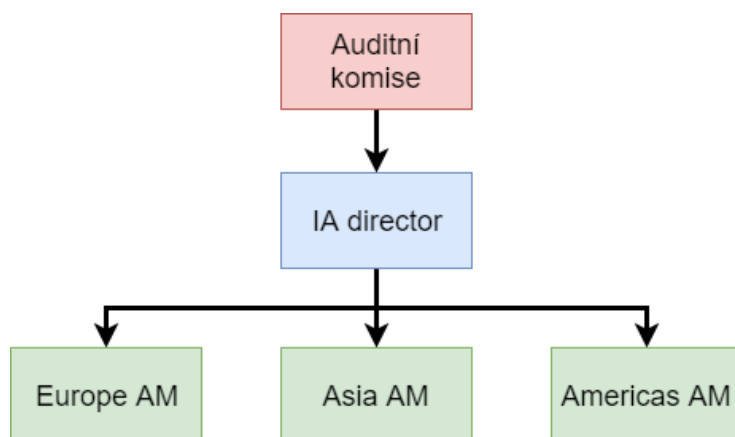 Auditní
komise
IA director
Europe AM
Asia AM
Americas AM